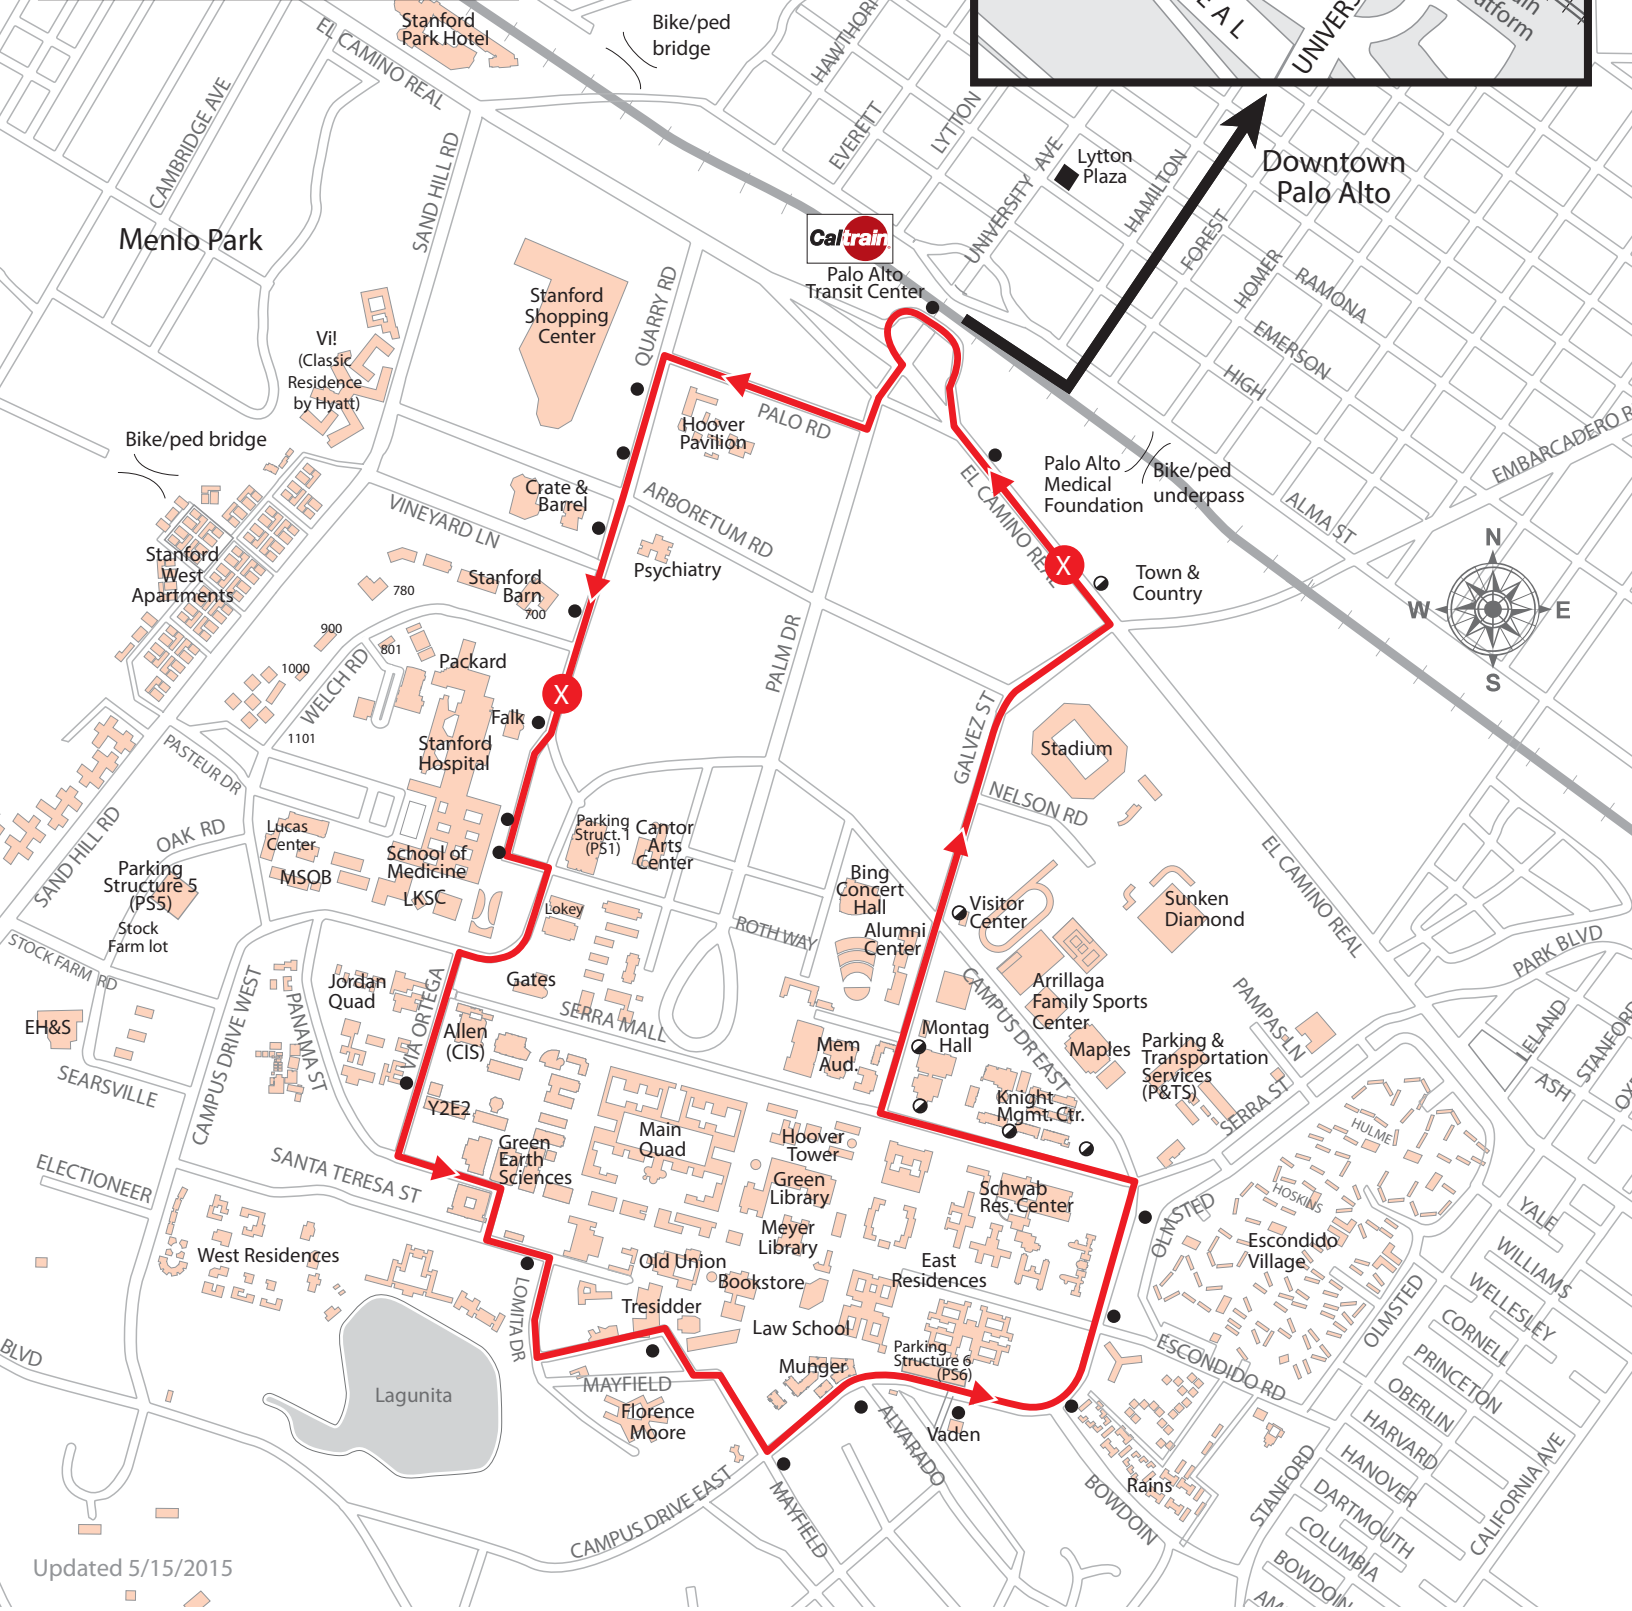 Stanford
Park Hotel
Bike/ped
bridge
EL CAMINO REAL
HAWTHOR
EVERETT
LYTTON
UNIVERSITY AVE
Lytton
Plaza
HAMILTON
FOREST
HOMER
RAMONA
EMERSON
HIGH
E A L
UNIVERS
Downtown
Palo Alto
CAMBRIDGE AVE
SAND HILL RD
Menlo Park
Caltrain
Palo Alto
Transit Center
Stanford
Shopping
Center
QUARRY RD
Vi!
(Classic
Residence
by Hyatt)
Hoover
Pavilion
PALO RD
Bike/ped bridge
EMBARCADERO R
Palo Alto
Medical
Foundation
Bike/ped
underpass
ALMA ST
EL CAMINO REAL
Crate &
Barrel
ARBORETUM RD
VINEYARD LN
Psychiatry
Stanford
West
Apartments
Stanford
Barn
700
780
X
Town &
Country
N
W
E
S
900
801
1000
1101
WELCH RD
Packard
PALM DR
Falk
X
Stanford
Hospital
GALVEZ ST
Stadium
NELSON RD
PASTEUR DR
OAK RD
SAND HILL RD
Lucas
Center
MSOB
School of
Medicine
LKSC
Parking
Struct. 1
(PS1)
Cantor
Arts
Center
Parking
Structure 5
(PS5)
Stock
Farm lot
STOCK FARM RD
Lokey
ROTH WAY
Bing
Concert
Hall
Alumni
Center
Visitor
Center
Sunken
Diamond
EL CAMINO REAL
PARK BLVD
Gates
SERRA MALL
Jordan
Quad
VIA ORTEGA
PANAMA ST
CAMPUS DRIVE WEST
EH&S
SEARSVILLE
Allen
(CIS)
Arrillaga
Family Sports
Center
CAMPUS DR EAST
PAMPAS LN
Montag
Hall
Mem
Aud.
Maples
Parking &
Transportation
Services
(P&TS)
SERRA ST
LELAND
STANFORD
ASH
OX
Y2E2
Knight
Mgmt. Ctr.
Main
Quad
Hoover
Tower
Green
Library
Green
Earth
Sciences
HULME
HOSKINS
ELECTIONEER
SANTA TERESA ST
Schwab
Res. Center
OLMSTED
Escondido
Village
YALE
WILLIAMS
WELLESLEY
West Residences
Meyer
Library
Old Union
Bookstore
East
Residences
Tresidder
LOMITA DR
Law School
OLMSTED
CORNELL
PRINCETON
OBERLIN
HARVARD
HANOVER
DARTMOUTH
COLUMBIA
BOWDOIN
AM
BLVD
Lagunita
Munger
Parking
Structure 6
(PS6)
ESCONDIDO RD
MAYFIELD
Florence
Moore
ALVARADO
Vaden
Rains
STANFORD
CALIFORNIA AVE
BOWDOIN
CAMPUS DRIVE EAST
MAYFIELD
Updated 5/15/2015